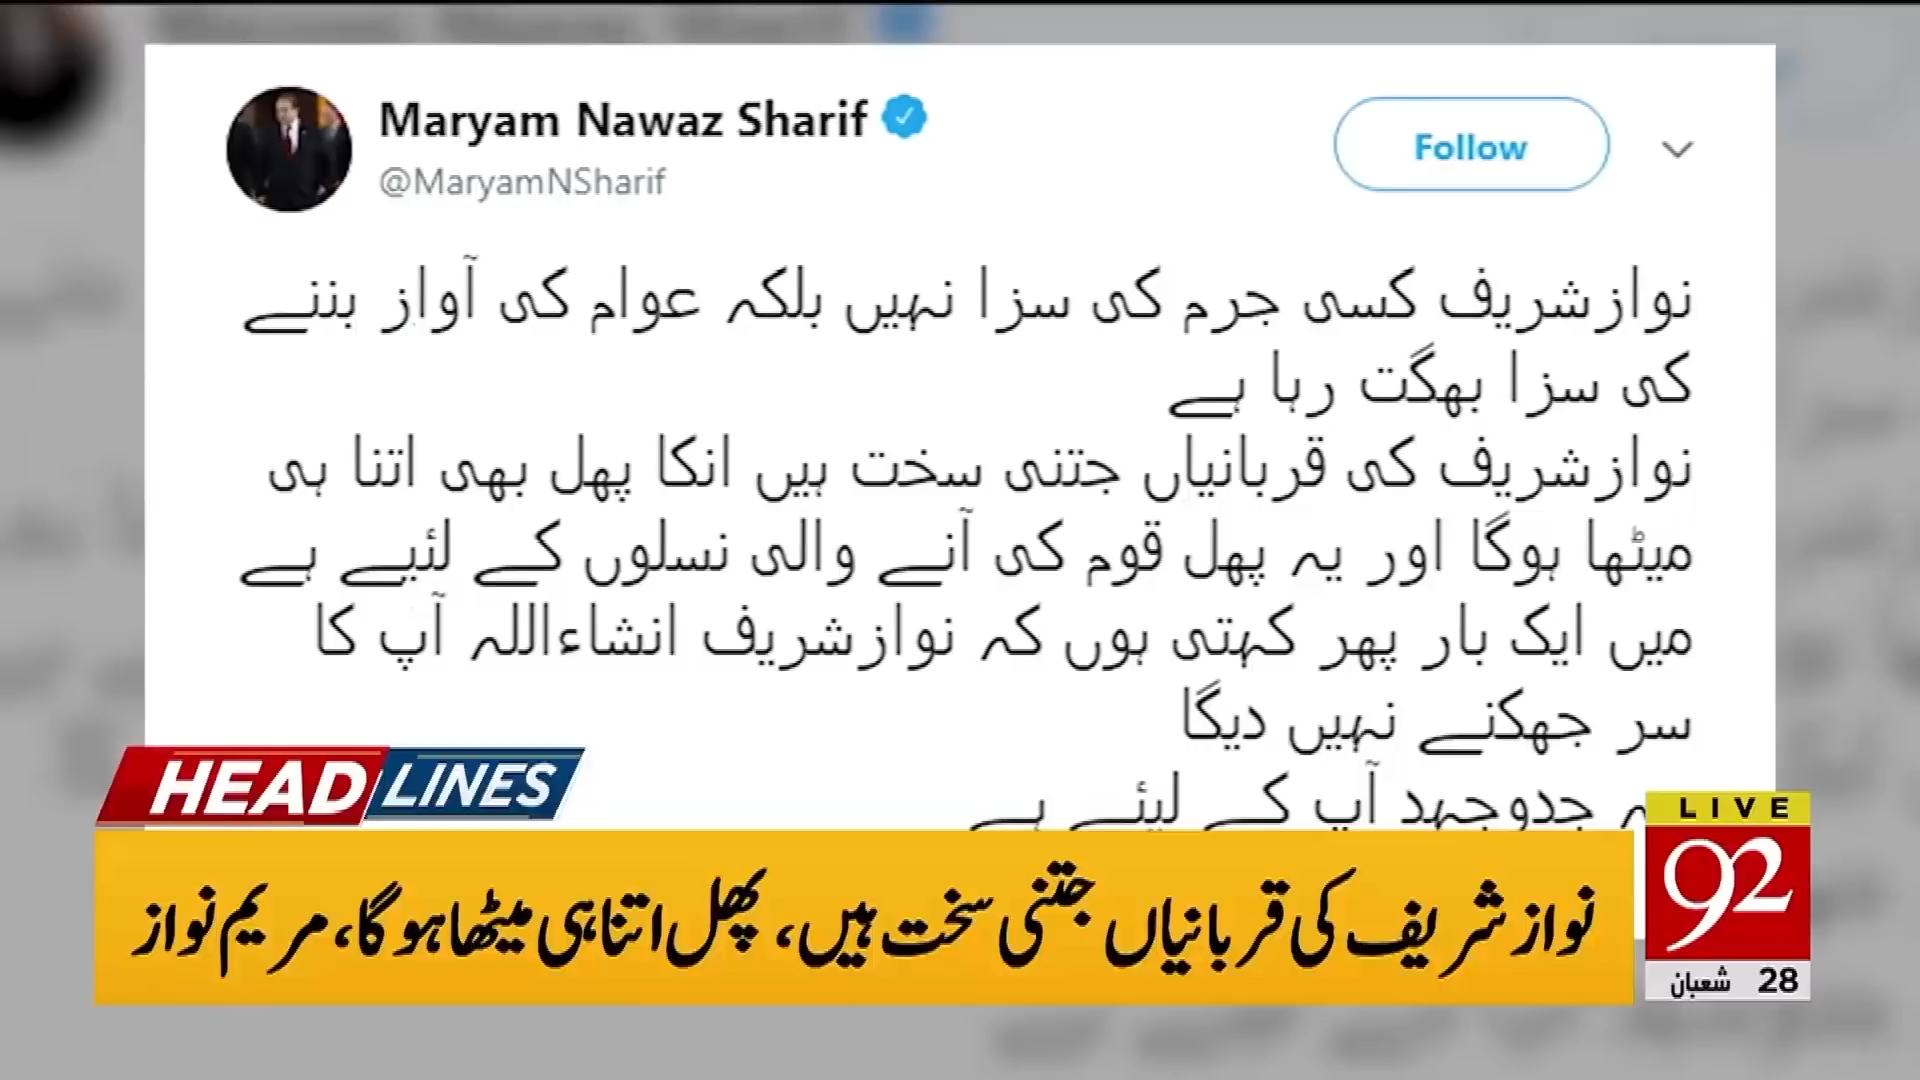 Maryam Nawaz Sharif
@MaryamNSharif
Follow
نوازشریف کسی جرم کی سزا نہیں بلکہ عوام کی آواز بننے
کی سزا بھگت رہا ہے
نوازشریف کی قربانیاں جتنی سخت ہیں انکا پھل بھی اتنا ہی
میٹھا ہوگا اور یہ پھل قوم کی آنے والی نسلوں کے لئیے ہے
میں ایک بار پھر کہتی ہوں کہ نوازشریف انشاءاللہ آپ کا
سر جھکنے نہیں دیگا
جدوجہد آپ کے لیئے ہے
HEADLINES
نواز شریف کی قربانیاں جتنی سخت ہیں، پھل اتنا ہی میٹھا ہوگا، مریم نواز
LIVE
92
28 شعبان